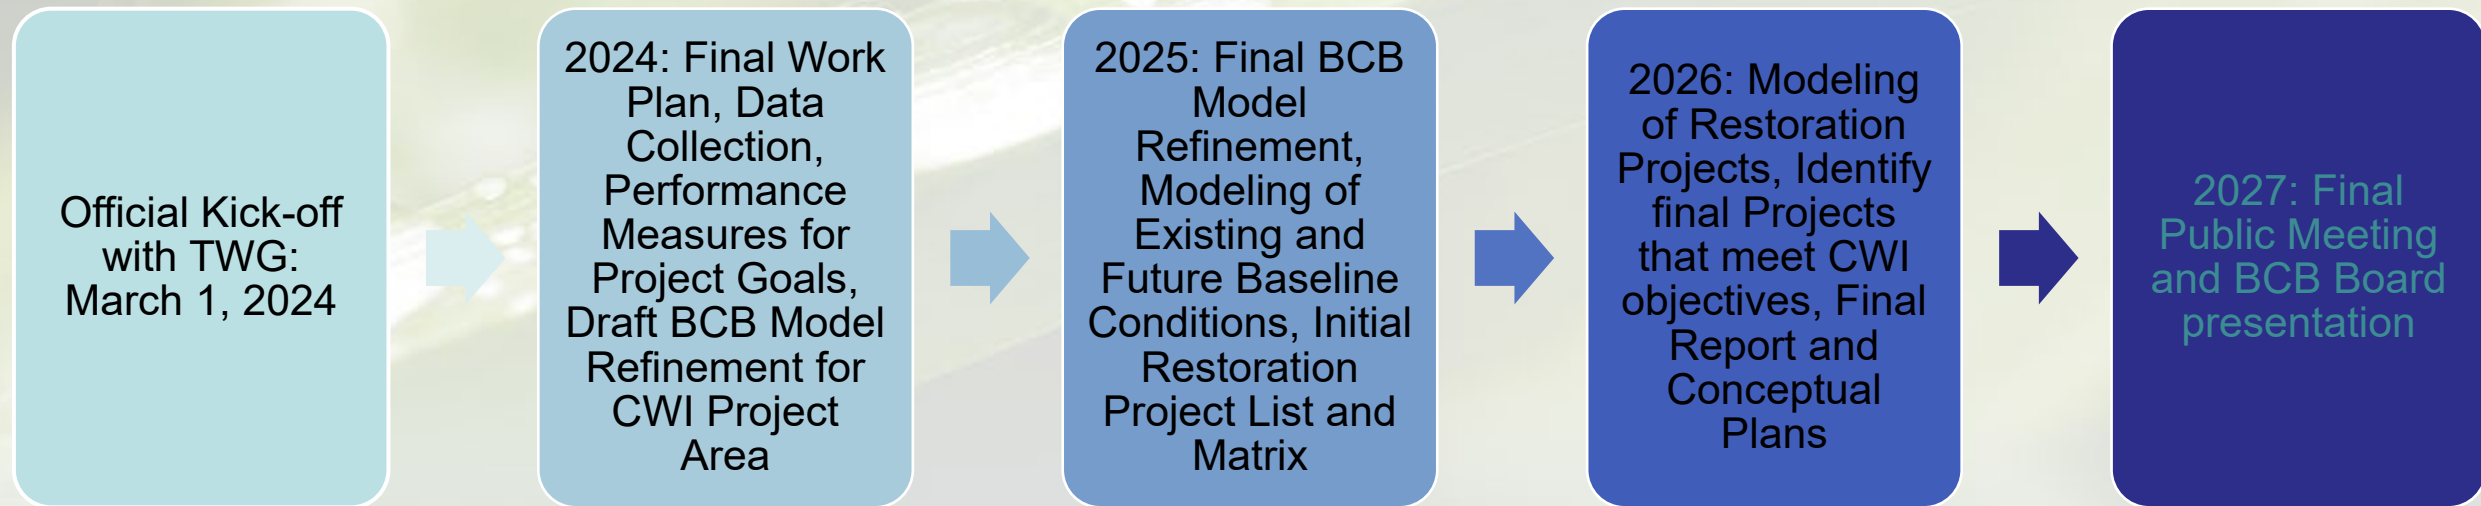 Official Kick-off
with TWG:
March 1, 2024
2024: Final Work
Plan, Data
Collection,
Performance
Measures for
Project Goals,
Draft BCB Model
Refinement for
CWI Project
Area
2025: Final BCB
Model
Refinement,
Modeling of
Existing and
Future Baseline
Conditions, Initial
Restoration
Project List and
Matrix
2026: Modeling
of Restoration
Projects, Identify
final Projects
that meet CWI
objectives, Final
Report and
Conceptual
Plans
2027: Final
Public Meeting
and BCB Board
presentation